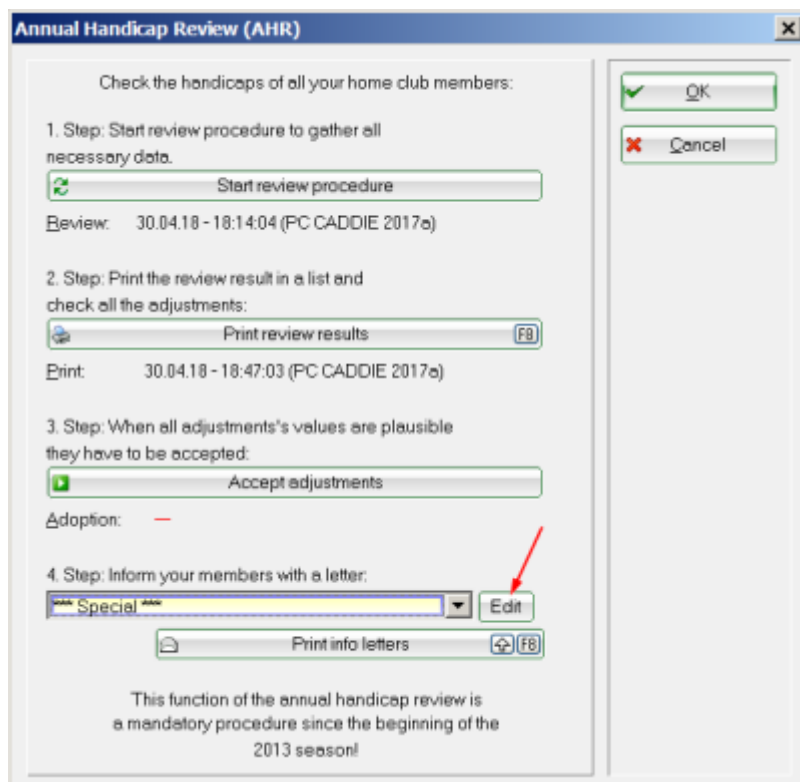 Annual Handicap Review (AHR)
Check the handicaps of all your home club members:
OK
Cancel
1. Step: Start review procedure to gather all
necessary data.
Start review procedure
Review: 30.04.18 - 18:14:04 (PC CADDIE 2017a)
2. Step: Print the review result in a list and
check all the adjustments:
Print review results F8
Print: 30.04.18 - 18:47:03 (PC CADDIE 2017a)
3. Step: When all adjustments's values are plausible
they have to be accepted:
Accept adjustments
Adoption: —
4. Step: Inform your members with a letter:
*** Special *** Edit
Print info letters F8
This function of the annual handicap review is
a mandatory procedure since the beginning of the
2013 season!